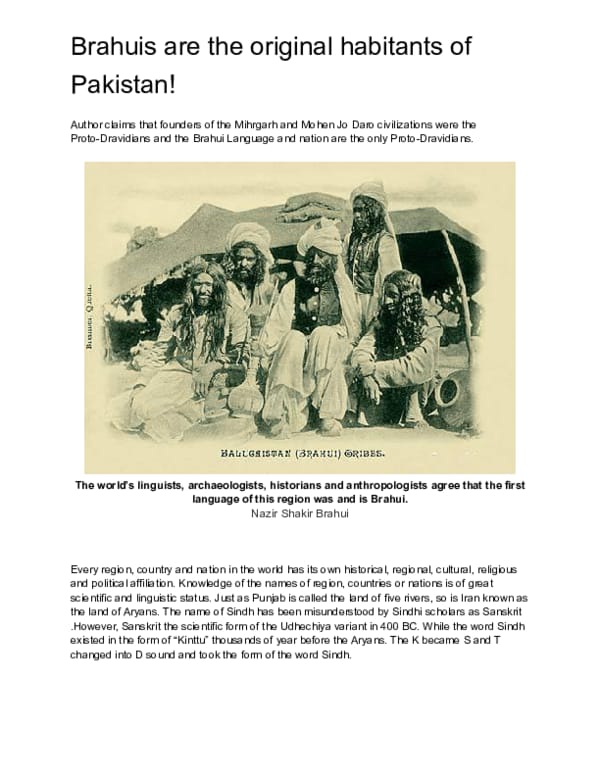 Brahuis are the original habitants of
Pakistan!
Author claims that founders of the Mihrgarh and Mohen Jo Daro civilizations were the
Proto-Dravidians and the Brahui Language and nation are the only Proto-Dravidians.
BALLGHISTAN (BRAHUI) GRIBES.
The world's linguists, archaeologists, historians and anthropologists agree that the first
language of this region was and is Brahui.
Nazir Shakir Brahui
Every region, country and nation in the world has its own historical, regional, cultural, religious
and political affiliation. Knowledge of the names of region, countries or nations is of great
scientific and linguistic status. Just as Punjab is called the land of five rivers, so is Iran known as
the land of Aryans. The name of Sindh has been misunderstood by Sindhi scholars as Sanskrit
.However, Sanskrit the scientific form of the Udhechiya variant in 400 BC. While the word Sindh
existed in the form of “Kinttu” thousands of year before the Aryans. The K became S and T
changed into D sound and took the form of the word Sindh.